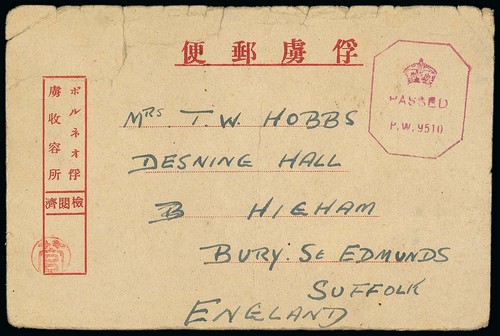 俘虜郵便
ボルネオ俘
虜收容所
檢閲濟
PASSED
P.W. 9510
MRS T. W. HOBBS
DESNING HALL
B HIGHAM
BURY. ST EDMUNDS
SUFFOLK
ENGLAND